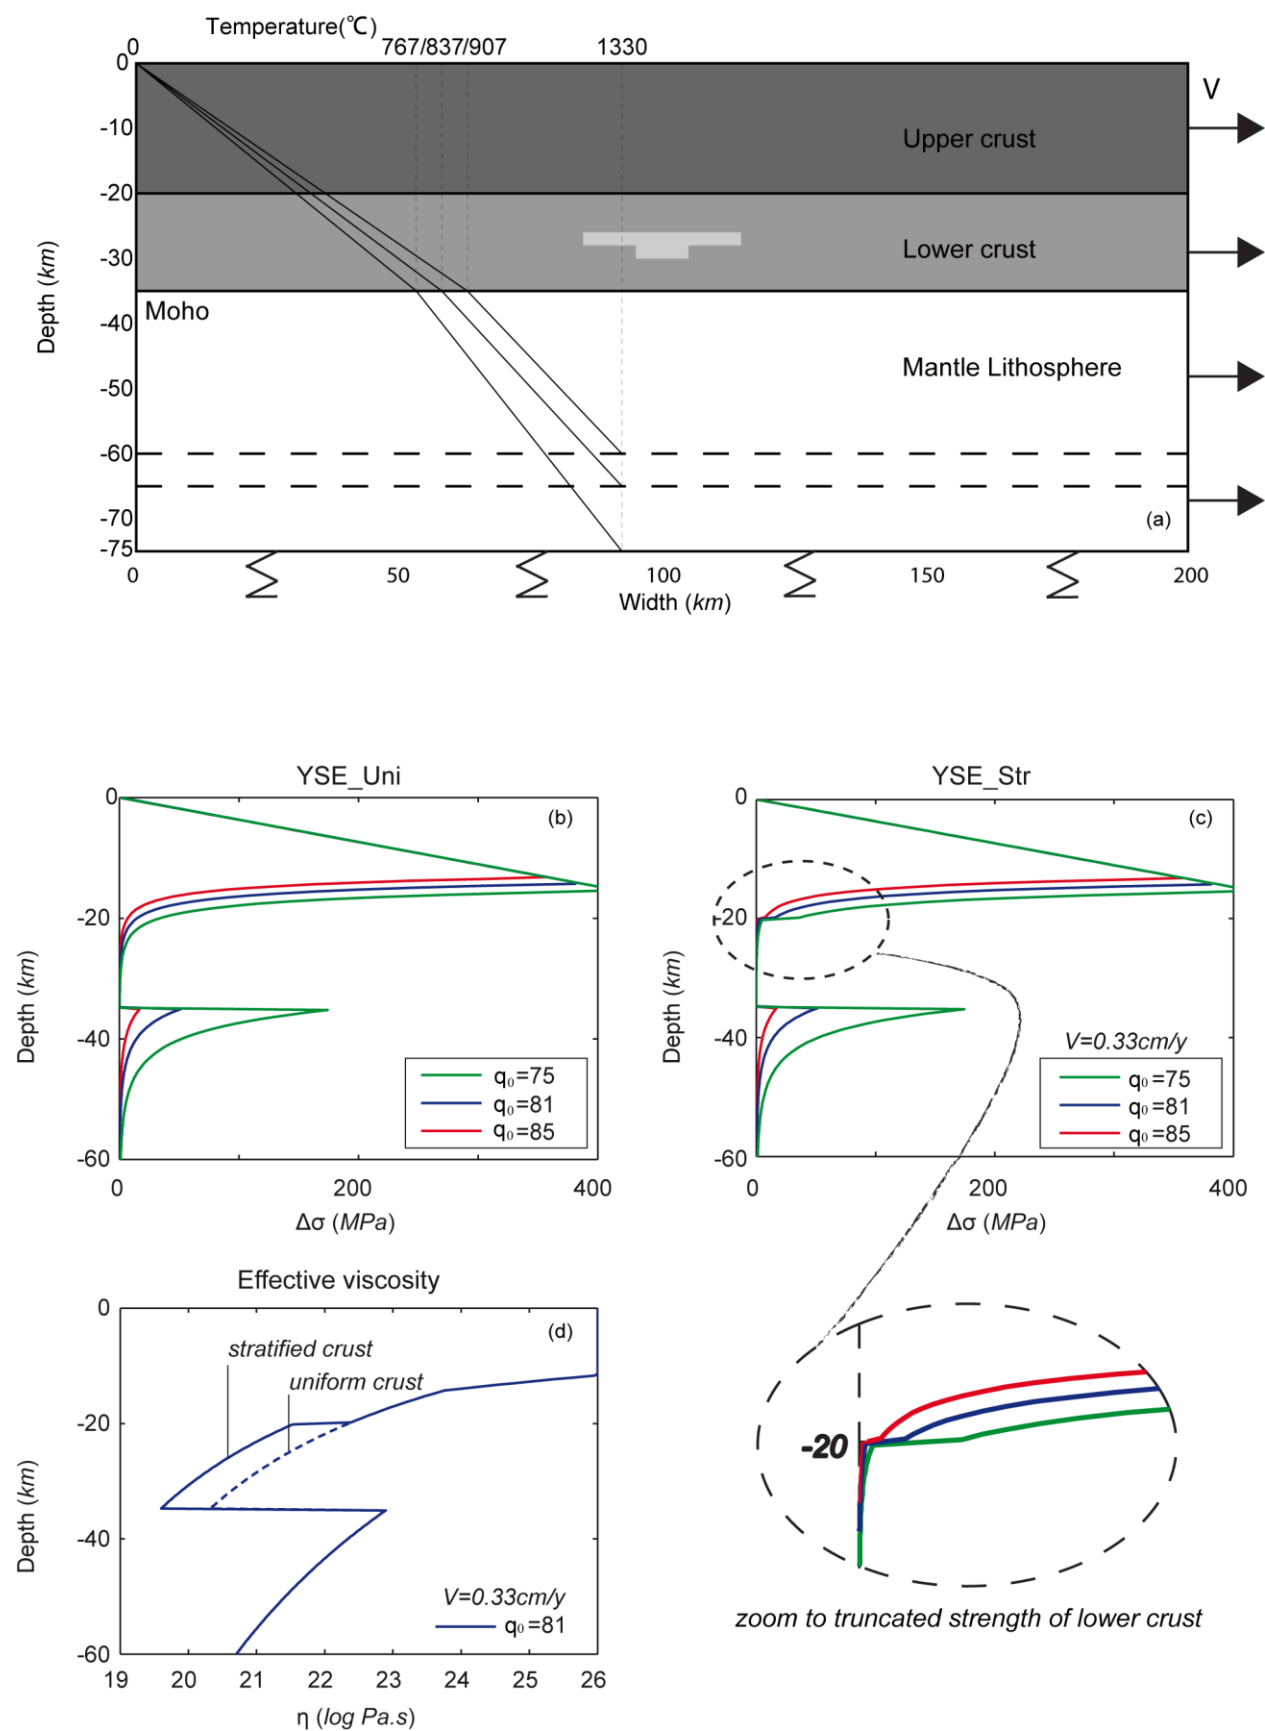 Temperature(℃)
0
767/837/907
1330
0
V
-10
Upper crust
-20
Lower crust
-30
Moho
-40
Mantle Lithosphere
-50
-60
-70
(a)
-75
Depth (km)
0
50
100
150
200
Width (km)
YSE_Uni
0
(b)
-20
-40
-60
Depth (km)
q₀=75
q₀=81
q₀=85
0
200
400
Δσ (MPa)
YSE_Str
0
(c)
-20
-40
-60
Depth (km)
V=0.33cm/y
q₀=75
q₀=81
q₀=85
0
200
400
Δσ (MPa)
Effective viscosity
0
(d)
stratified crust
uniform crust
-20
-40
-60
Depth (km)
V=0.33cm/y
q₀=81
19
20
21
22
23
24
25
26
η (log Pa.s)
-20
zoom to truncated strength of lower crust